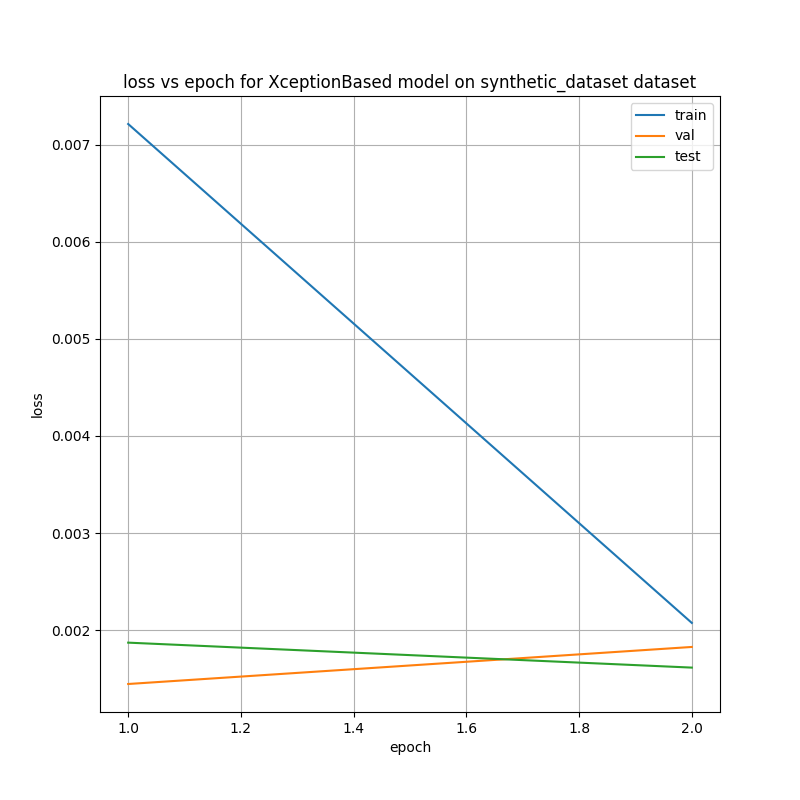 loss vs epoch for XceptionBased model on synthetic_dataset dataset
train
val
test
0.007
0.006
0.005
0.004
0.003
0.002
loss
1.0 1.2 1.4 1.6 1.8 2.0
epoch